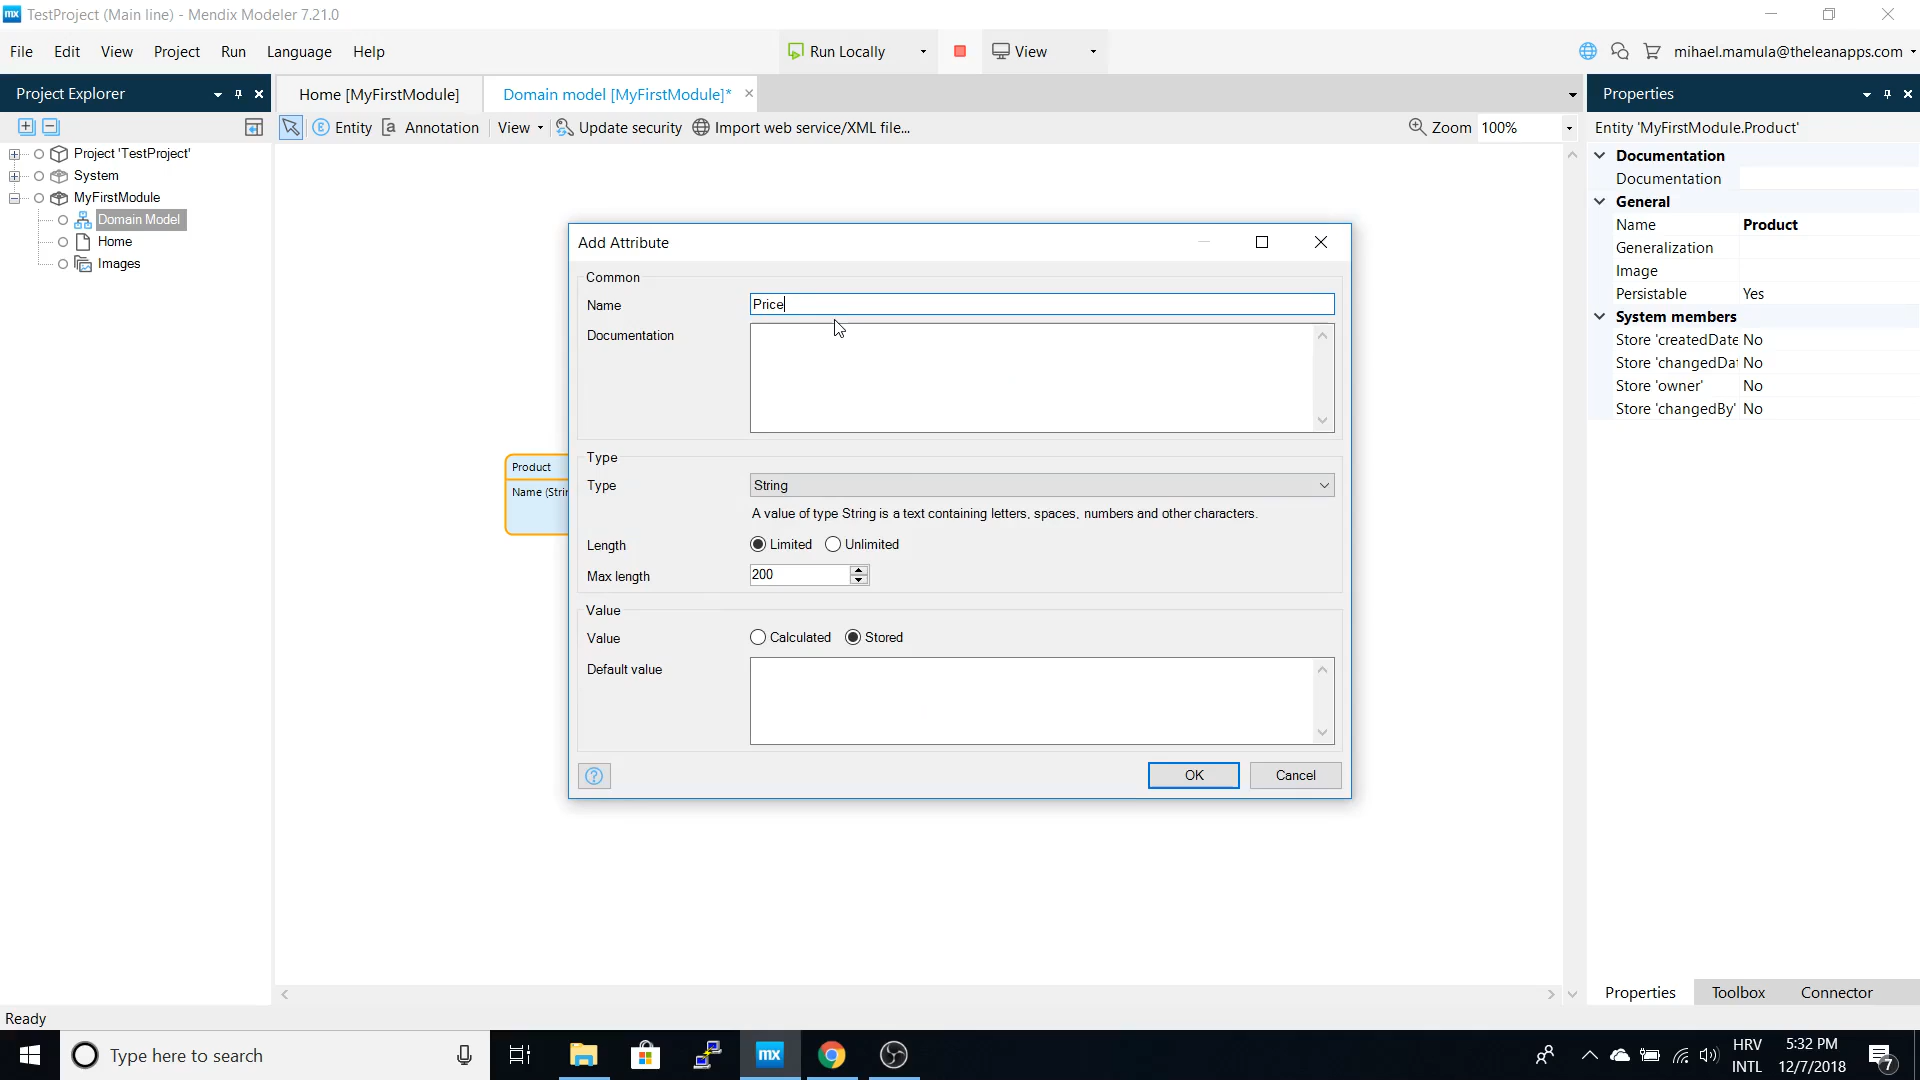 mx TestProject (Main line) - Mendix Modeler 7.21.0
File Edit View Project Run Language Help
Run Locally View
mihael.mamula@theleanapps.com
Project Explorer
Home [MyFirstModule] Domain model [MyFirstModule]*
Properties
Entity Annotation View Update security Import web service/XML file... Zoom 100%
Entity 'MyFirstModule.Product'
Project 'TestProject'
System
MyFirstModule
Domain Model
Home
Images
Product
Name (Strin
Add Attribute
Common
Name Price
Documentation
Type
Type String
A value of type String is a text containing letters, spaces, numbers and other characters.
Length Limited Unlimited
Max length 200
Value
Value Calculated Stored
Default value
OK Cancel
Documentation
Documentation
General
Name Product
Generalization
Image
Persistable Yes
System members
Store 'createdDate No
Store 'changedDat No
Store 'owner' No
Store 'changedBy' No
Properties Toolbox Connector
Ready
Type here to search
mx
HRV
INTL
5:32 PM
12/7/2018
7